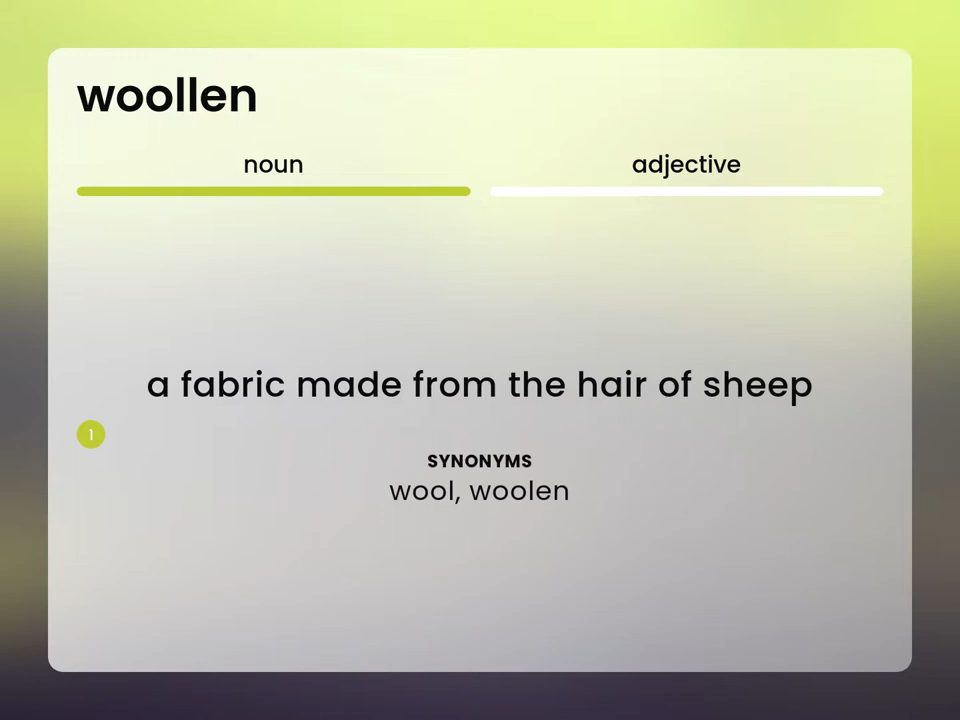 woollen
noun
adjective
a fabric made from the hair of sheep
1
SYNONYMS
wool, woolen